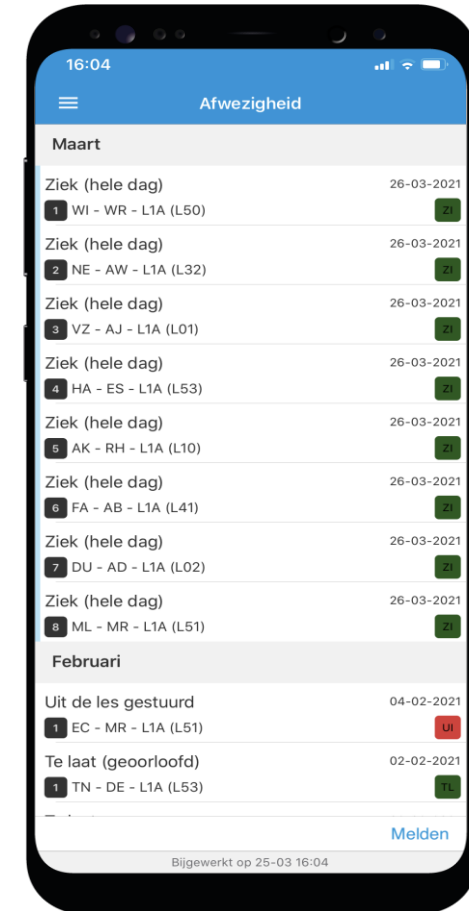 16:04
Afwezigheid
Maart
Ziek (hele dag) 26-03-2021
1 WI - WR - L1A (L50) ZI
Ziek (hele dag) 26-03-2021
2 NE - AW - L1A (L32) ZI
Ziek (hele dag) 26-03-2021
3 VZ - AJ - L1A (L01) ZI
Ziek (hele dag) 26-03-2021
4 HA - ES - L1A (L53) ZI
Ziek (hele dag) 26-03-2021
5 AK - RH - L1A (L10) ZI
Ziek (hele dag) 26-03-2021
6 FA - AB - L1A (L41) ZI
Ziek (hele dag) 26-03-2021
7 DU - AD - L1A (L02) ZI
Ziek (hele dag) 26-03-2021
8 ML - MR - L1A (L51) ZI
Februari
Uit de les gestuurd 04-02-2021
1 EC - MR - L1A (L51) UI
Te laat (geoorloofd) 02-02-2021
1 TN - DE - L1A (L53) TL
Melden
Bijgewerkt op 25-03 16:04